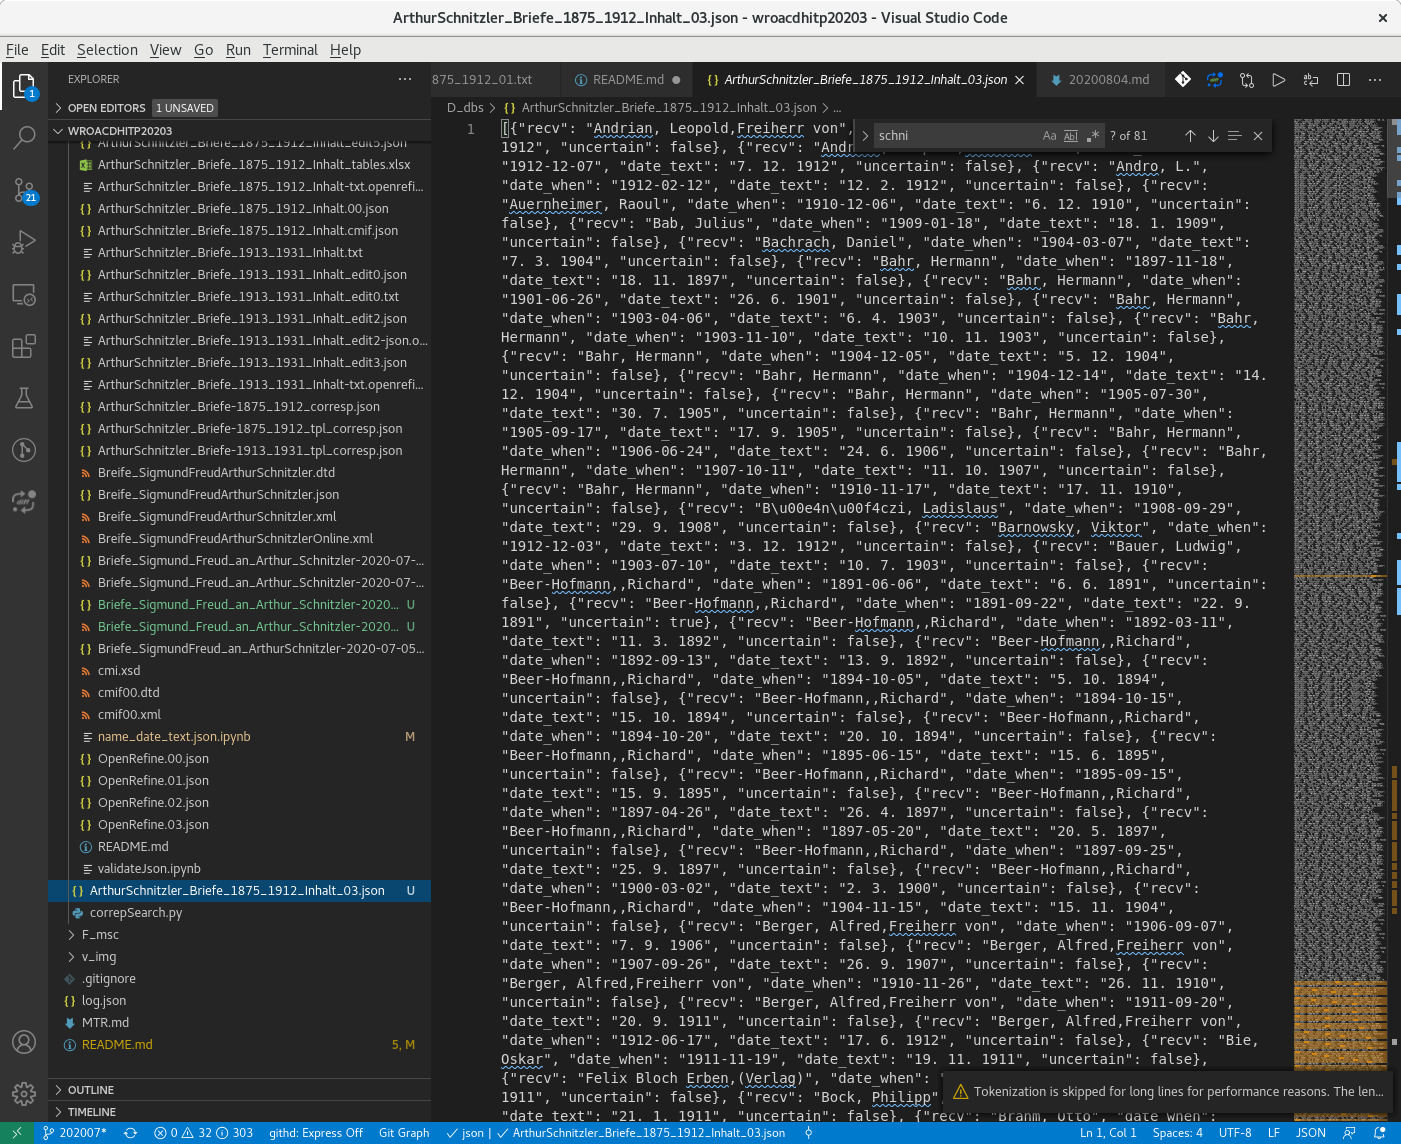 ArthurSchnitzler_Briefe_1875_1912_Inhalt_03.json - wroacdhitp20203 - Visual Studio Code
File Edit Selection View Go Run Terminal Help
EXPLORER
OPEN EDITORS 1 UNSAVED
WROACDHITP20203
ArthurSchnitzler_Briefe_1875_1912_Inhalt_edit5.json
ArthurSchnitzler_Briefe_1875_1912_Inhalt_tables.xlsx
ArthurSchnitzler_Briefe_1875_1912_Inhalt-txt.openrefi...
ArthurSchnitzler_Briefe_1875_1912_Inhalt.00.json
ArthurSchnitzler_Briefe_1875_1912_Inhalt.cmif.json
ArthurSchnitzler_Briefe_1913_1931_Inhalt.txt
ArthurSchnitzler_Briefe_1913_1931_Inhalt_edit0.json
ArthurSchnitzler_Briefe_1913_1931_Inhalt_edit0.txt
ArthurSchnitzler_Briefe_1913_1931_Inhalt_edit2.json
ArthurSchnitzler_Briefe_1913_1931_Inhalt_edit2-json.o...
ArthurSchnitzler_Briefe_1913_1931_Inhalt_edit3.json
ArthurSchnitzler_Briefe_1913_1931_Inhalt-txt.openrefi...
ArthurSchnitzler_Briefe-1875_1912_corresp.json
ArthurSchnitzler_Briefe-1875_1912_tpl_corresp.json
ArthurSchnitzler_Briefe-1913_1931_tpl_corresp.json
Breife_SigmundFreudArthurSchnitzler.dtd
Breife_SigmundFreudArthurSchnitzler.json
Breife_SigmundFreudArthurSchnitzler.xml
BreifeSigmundFreudArthurSchnitzlerOnline.xml
Briefe_Sigmund_Freud_an_Arthur_Schnitzler-2020-07-...
Briefe_Sigmund_Freud_an_Arthur_Schnitzler-2020-07-...
Briefe_Sigmund_Freud_an_Arthur_Schnitzler-2020... U
Briefe_Sigmund_Freud_an_Arthur_Schnitzler-2020... U
Briefe_SigmundFreud_an_ArthurSchnitzler-2020-07-05...
cmi.xsd
cmif00.dtd
cmif00.xml
name_date_text.json.ipynb M
OpenRefine.00.json
OpenRefine.01.json
OpenRefine.02.json
OpenRefine.03.json
README.md
validateJson.ipynb
ArthurSchnitzler_Briefe_1875_1912_Inhalt_03.json U
correpSearch.py
F_msc
v_img
.gitignore
log.json
MTR.md
README.md 5, M
OUTLINE
TIMELINE
1
21
875_1912_01.txt README.md ArthurSchnitzler_Briefe_1875_1912_Inhalt_03.json 20200804.md
D_dbs > ArthurSchnitzler_Briefe_1875_1912_Inhalt_03.json > ...
schni Aa Abl .* ? of 81
1 [{"recv": "Andrian, Leopold,Freiherr von",
1912", "uncertain": false}, {"recv": "Andr
"1912-12-07", "date_text": "7. 12. 1912", "uncertain": false}, {"recv": "Andro, L.",
"date_when": "1912-02-12", "date_text": "12. 2. 1912", "uncertain": false}, {"recv":
"Auernheimer, Raoul", "date_when": "1910-12-06", "date_text": "6. 12. 1910", "uncertain":
false}, {"recv": "Bab, Julius", "date_when": "1909-01-18", "date_text": "18. 1. 1909",
"uncertain": false}, {"recv": "Bachrach, Daniel", "date_when": "1904-03-07", "date_text":
"7. 3. 1904", "uncertain": false}, {"recv": "Bahr, Hermann", "date_when": "1897-11-18",
"date_text": "18. 11. 1897", "uncertain": false}, {"recv": "Bahr, Hermann", "date_when":
"1901-06-26", "date_text": "26. 6. 1901", "uncertain": false}, {"recv": "Bahr, Hermann",
"date_when": "1903-04-06", "date_text": "6. 4. 1903", "uncertain": false}, {"recv": "Bahr,
Hermann", "date_when": "1903-11-10", "date_text": "10. 11. 1903", "uncertain": false},
{"recv": "Bahr, Hermann", "date_when": "1904-12-05", "date_text": "5. 12. 1904",
"uncertain": false}, {"recv": "Bahr, Hermann", "date_when": "1904-12-14", "date_text": "14.
12. 1904", "uncertain": false}, {"recv": "Bahr, Hermann", "date_when": "1905-07-30",
"date_text": "30. 7. 1905", "uncertain": false}, {"recv": "Bahr, Hermann", "date_when":
"1905-09-17", "date_text": "17. 9. 1905", "uncertain": false}, {"recv": "Bahr, Hermann",
"date_when": "1906-06-24", "date_text": "24. 6. 1906", "uncertain": false}, {"recv": "Bahr,
Hermann", "date_when": "1907-10-11", "date_text": "11. 10. 1907", "uncertain": false},
{"recv": "Bahr, Hermann", "date_when": "1910-11-17", "date_text": "17. 11. 1910",
"uncertain": false}, {"recv": "B\u00e4n\u00f4czi, Ladislaus", "date_when": "1908-09-29",
"date_text": "29. 9. 1908", "uncertain": false}, {"recv": "Barnowsky, Viktor", "date_when":
"1912-12-03", "date_text": "3. 12. 1912", "uncertain": false}, {"recv": "Bauer, Ludwig",
"date_when": "1903-07-10", "date_text": "10. 7. 1903", "uncertain": false}, {"recv":
"Beer-Hofmann,,Richard", "date_when": "1891-06-06", "date_text": "6. 6. 1891", "uncertain":
false}, {"recv": "Beer-Hofmann,,Richard", "date_when": "1891-09-22", "date_text": "22. 9.
1891", "uncertain": true}, {"recv": "Beer-Hofmann,,Richard", "date_when": "1892-03-11",
"date_text": "11. 3. 1892", "uncertain": false}, {"recv": "Beer-Hofmann,,Richard",
"date_when": "1892-09-13", "date_text": "13. 9. 1892", "uncertain": false}, {"recv":
"Beer-Hofmann,,Richard", "date_when": "1894-10-05", "date_text": "5. 10. 1894",
"uncertain": false}, {"recv": "Beer-Hofmann,,Richard", "date_when": "1894-10-15",
"date_text": "15. 10. 1894", "uncertain": false}, {"recv": "Beer-Hofmann,,Richard",
"date_when": "1894-10-20", "date_text": "20. 10. 1894", "uncertain": false}, {"recv":
"Beer-Hofmann,,Richard", "date_when": "1895-06-15", "date_text": "15. 6. 1895",
"uncertain": false}, {"recv": "Beer-Hofmann,,Richard", "date_when": "1895-09-15",
"date_text": "15. 9. 1895", "uncertain": false}, {"recv": "Beer-Hofmann,,Richard",
"date_when": "1897-04-26", "date_text": "26. 4. 1897", "uncertain": false}, {"recv":
"Beer-Hofmann,,Richard", "date_when": "1897-05-20", "date_text": "20. 5. 1897",
"uncertain": false}, {"recv": "Beer-Hofmann,,Richard", "date_when": "1897-09-25",
"date_text": "25. 9. 1897", "uncertain": false}, {"recv": "Beer-Hofmann,,Richard",
"date_when": "1900-03-02", "date_text": "2. 3. 1900", "uncertain": false}, {"recv":
"Beer-Hofmann,,Richard", "date_when": "1904-11-15", "date_text": "15. 11. 1904",
"uncertain": false}, {"recv": "Berger, Alfred,Freiherr von", "date_when": "1906-09-07",
"date_text": "7. 9. 1906", "uncertain": false}, {"recv": "Berger, Alfred,Freiherr von",
"date_when": "1907-09-26", "date_text": "26. 9. 1907", "uncertain": false}, {"recv":
"Berger, Alfred,Freiherr von", "date_when": "1910-11-26", "date_text": "26. 11. 1910",
"uncertain": false}, {"recv": "Berger, Alfred,Freiherr von", "date_when": "1911-09-20",
"date_text": "20. 9. 1911", "uncertain": false}, {"recv": "Berger, Alfred,Freiherr von",
"date_when": "1912-06-17", "date_text": "17. 6. 1912", "uncertain": false}, {"recv": "Bie,
Oskar", "date_when": "1911-11-19", "date_text": "19. 11. 1911", "uncertain": false},
{"recv": "Felix Bloch Erben,(Verlag)", "date_when": "
1911", "uncertain": false}, {"recv": "Bock, Philipp"
"date_text": "21. 1. 1911", "uncertain": false}, {"recv": "Brahm, Otto", "date_when":
Tokenization is skipped for long lines for performance reasons. The len...
202007* 0 32 303 githd: Express Off Git Graph json | ArthurSchnitzler_Briefe_1875_1912_Inhalt_03.json Ln 1, Col 1 Spaces: 4 UTF-8 LF JSON